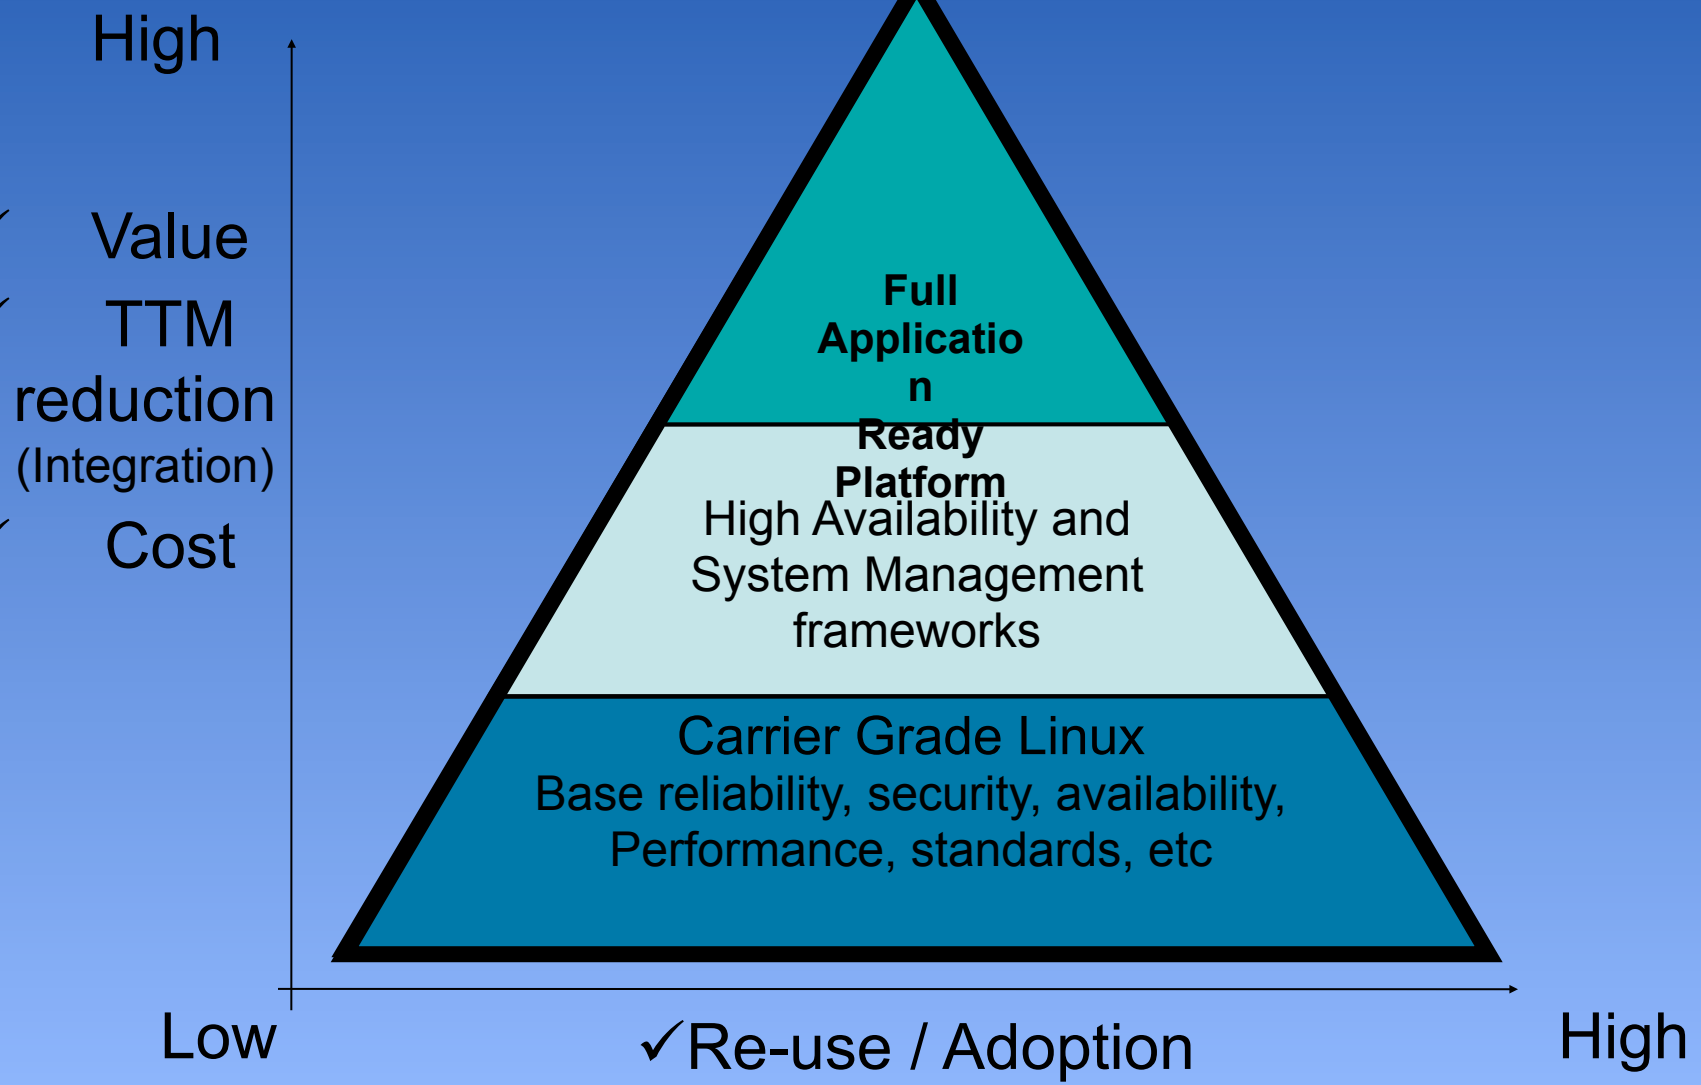 High
✓ Value
✓ TTM
reduction
(Integration)
✓ Cost
Full
Applicatio
n
Ready
Platform
High Availability and
System Management
frameworks
Carrier Grade Linux
Base reliability, security, availability,
Performance, standards, etc
Low
✓Re-use / Adoption
High